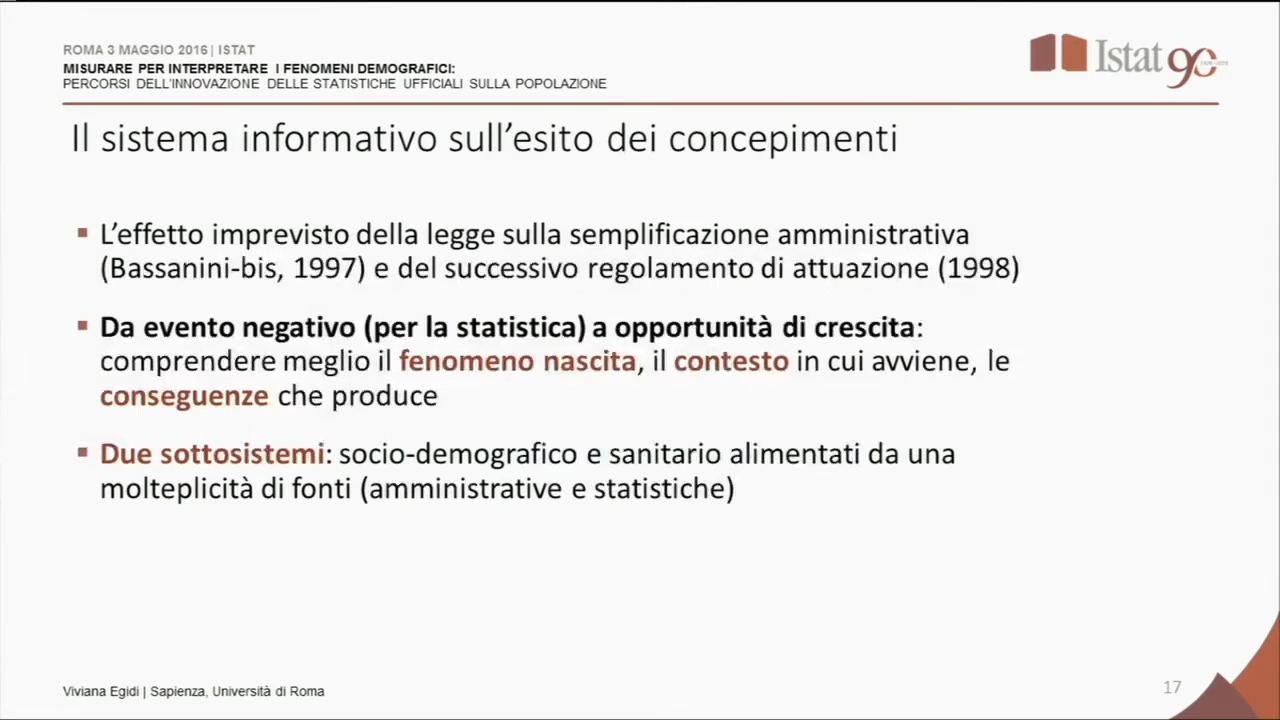 ROMA 3 MAGGIO 2016 | ISTAT
MISURARE PER INTERPRETARE I FENOMENI DEMOGRAFICI:
PERCORSI DELL'INNOVAZIONE DELLE STATISTICHE UFFICIALI SULLA POPOLAZIONE
Istat 90
Il sistema informativo sull'esito dei concepimenti
▪ L'effetto imprevisto della legge sulla semplificazione amministrativa
(Bassanini-bis, 1997) e del successivo regolamento di attuazione (1998)
▪ Da evento negativo (per la statistica) a opportunità di crescita:
comprendere meglio il fenomeno nascita, il contesto in cui avviene, le
conseguenze che produce
▪ Due sottosistemi: socio-demografico e sanitario alimentati da una
molteplicità di fonti (amministrative e statistiche)
Viviana Egidi | Sapienza, Università di Roma
17